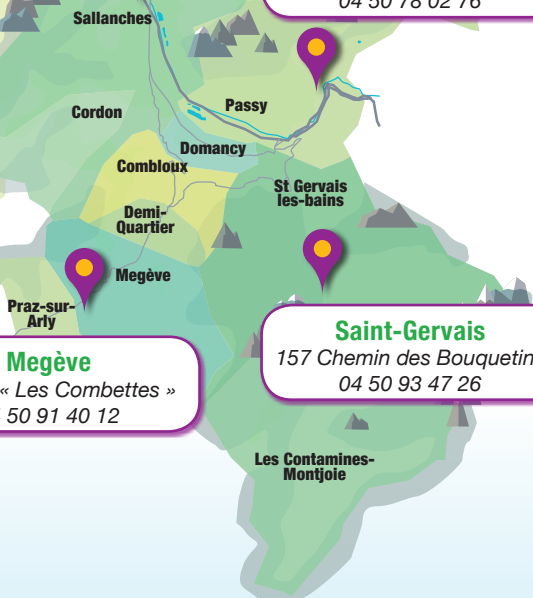 04 50 78 02 76
Sallanches
Passy
Cordon
Domancy
Combloux
St Gervais
les-bains
Demi-
Quartier
Megève
Praz-sur-
Arly
Saint-Gervais
157 Chemin des Bouquetin
04 50 93 47 26
Megève
« Les Combettes »
50 91 40 12
Les Contamines-
Montjoie